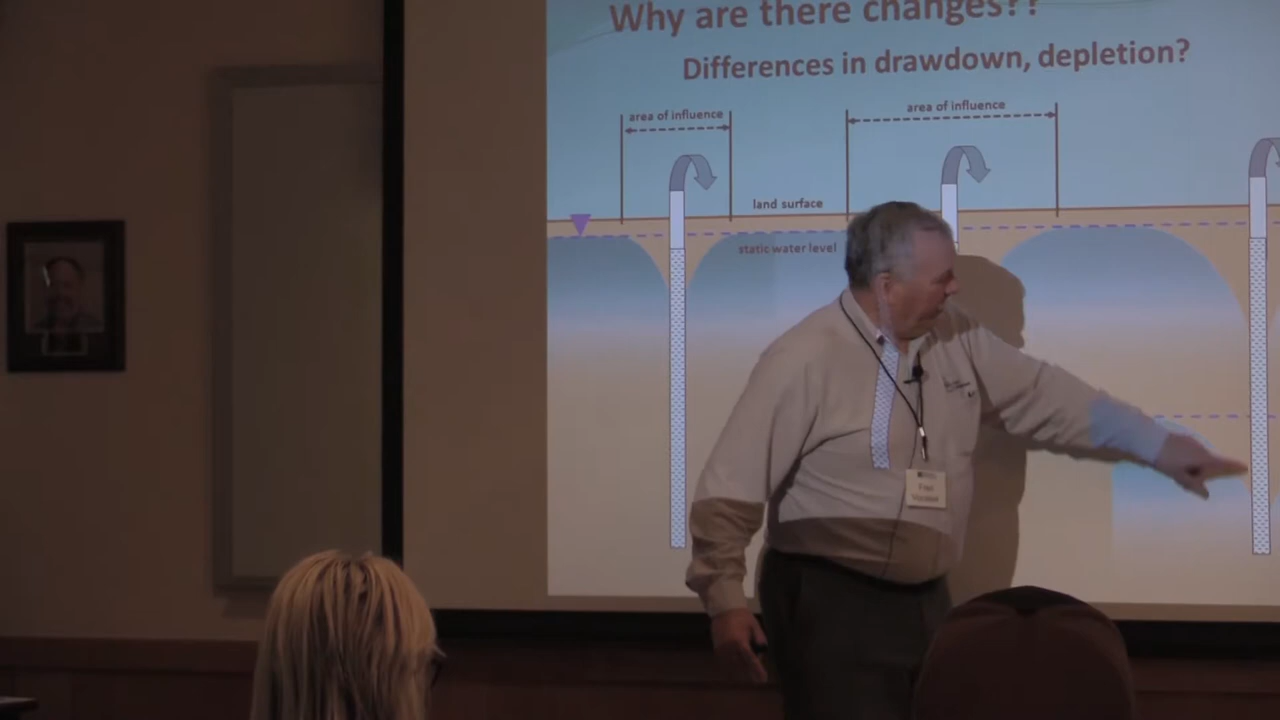 Why are there changes??
Differences in drawdown, depletion?
area of influence
area of influence
land surface
static water level